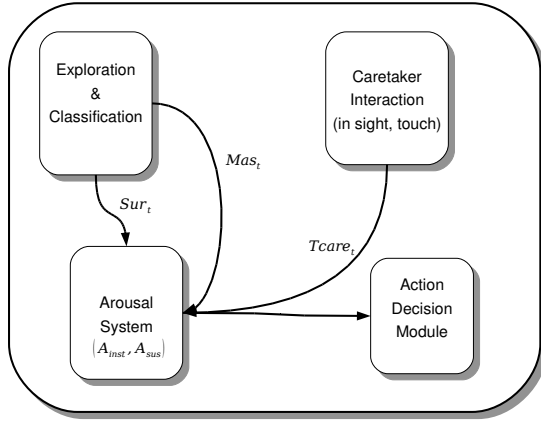 Exploration
&
Classification
Caretaker
Interaction
(in sight, touch)
Mas_t
Sur_t
Tcare_t
Arousal
System
(A_inst, A_sus)
Action
Decision
Module